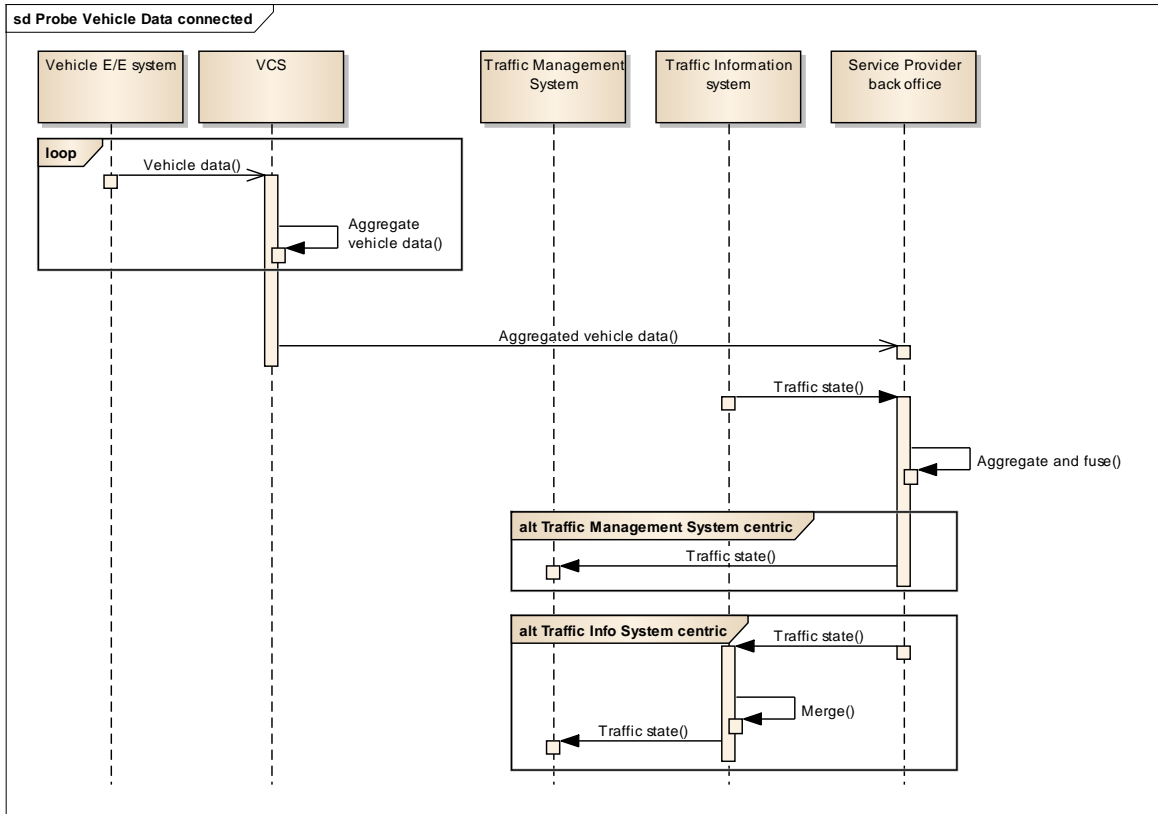 sd Probe Vehicle Data connected
Vehicle E/E system
VCS
Traffic Management
System
Traffic Information
system
Service Provider
back office
loop
Vehicle data()
Aggregate
vehicle data()
Aggregated vehicle data()
Traffic state()
Aggregate and fuse()
alt Traffic Management System centric
Traffic state()
alt Traffic Info System centric
Traffic state()
Merge()
Traffic state()